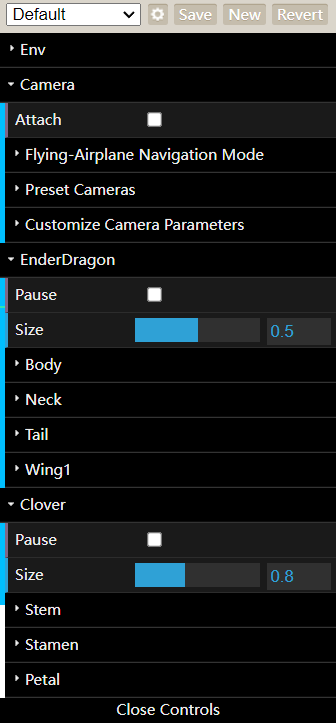 Default Save New Revert
Env
Camera
Attach
Flying-Airplane Navigation Mode
Preset Cameras
Customize Camera Parameters
EnderDragon
Pause
Size 0.5
Body
Neck
Tail
Wing1
Clover
Pause
Size 0.8
Stem
Stamen
Petal
Close Controls